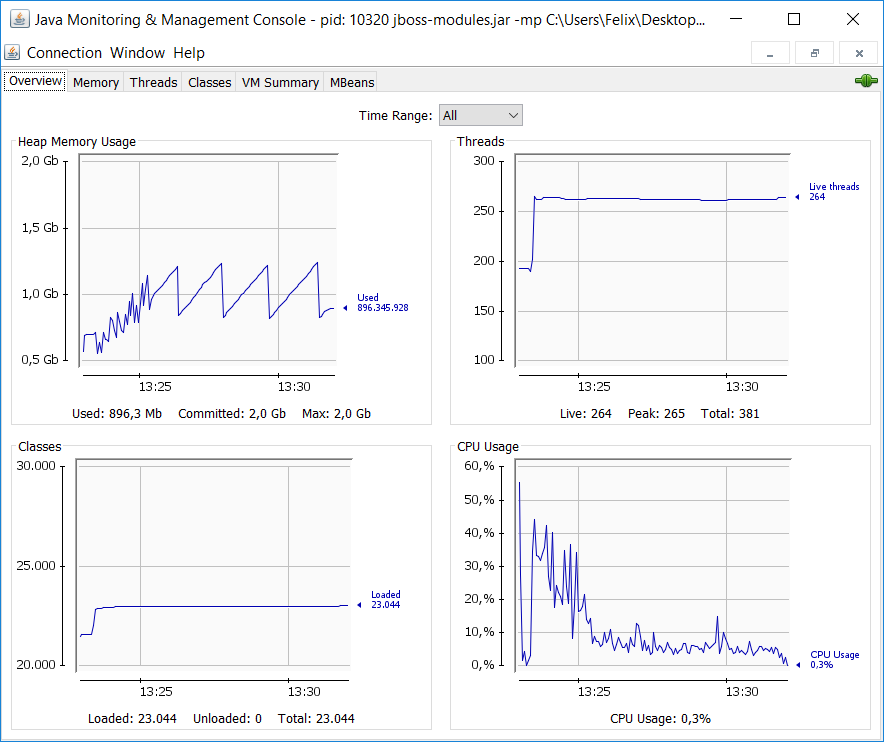 Java Monitoring & Management Console - pid: 10320 jboss-modules.jar -mp C:\Users\Felix\Desktop...
Connection Window Help
Overview Memory Threads Classes VM Summary MBeans
Time Range: All
Heap Memory Usage
2,0 Gb
1,5 Gb
1,0 Gb
0,5 Gb
Used
896.345.928
13:25 13:30
Used: 896,3 Mb Committed: 2,0 Gb Max: 2,0 Gb
Threads
300
250
200
150
100
Live threads
264
13:25 13:30
Live: 264 Peak: 265 Total: 381
Classes
30.000
25.000
20.000
Loaded
23.044
13:25 13:30
Loaded: 23.044 Unloaded: 0 Total: 23.044
CPU Usage
60,%
50,%
40,%
30,%
20,%
10,%
0,%
CPU Usage
0,3%
13:25 13:30
CPU Usage: 0,3%